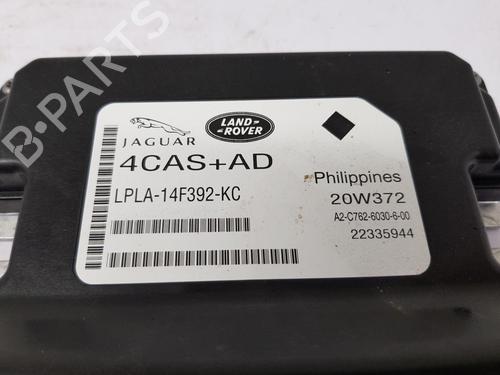 B-PARTS
JAGUAR
LAND-
-ROVER
4CAS+AD
LPLA-14F392-KC
Philippines
20W372
A2-C762-6030-6-00
22335944